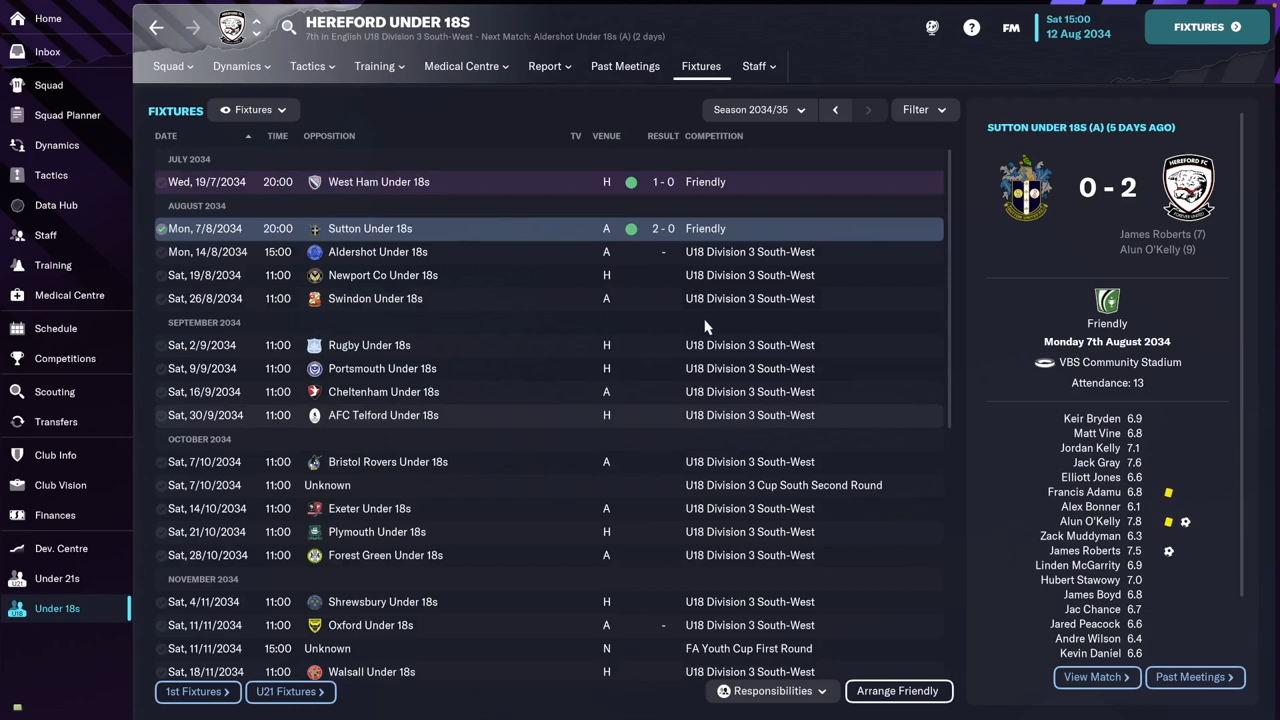 Home
Inbox
Squad
Squad Planner
Dynamics
Tactics
Data Hub
Staff
Training
Medical Centre
Schedule
Competitions
Scouting
Transfers
Club Info
Club Vision
Finances
Dev. Centre
Under 21s
Under 18s
HEREFORD UNDER 18S
7th in English U18 Division 3 South-West - Next Match: Aldershot Under 18s (A) (2 days)
FM
Sat 15:00
12 Aug 2034
FIXTURES
Squad Dynamics Tactics Training Medical Centre Report Past Meetings Fixtures Staff
FIXTURES Fixtures Season 2034/35 Filter
DATE TIME OPPOSITION TV VENUE RESULT COMPETITION
JULY 2034
Wed, 19/7/2034 20:00 West Ham Under 18s H 1 - 0 Friendly
AUGUST 2034
Mon, 7/8/2034 20:00 Sutton Under 18s A 2 - 0 Friendly
Mon, 14/8/2034 15:00 Aldershot Under 18s A - U18 Division 3 South-West
Sat, 19/8/2034 11:00 Newport Co Under 18s H U18 Division 3 South-West
Sat, 26/8/2034 11:00 Swindon Under 18s A U18 Division 3 South-West
SEPTEMBER 2034
Sat, 2/9/2034 11:00 Rugby Under 18s H U18 Division 3 South-West
Sat, 9/9/2034 11:00 Portsmouth Under 18s H U18 Division 3 South-West
Sat, 16/9/2034 11:00 Cheltenham Under 18s A U18 Division 3 South-West
Sat, 30/9/2034 11:00 AFC Telford Under 18s H U18 Division 3 South-West
OCTOBER 2034
Sat, 7/10/2034 11:00 Bristol Rovers Under 18s A U18 Division 3 South-West
Sat, 7/10/2034 11:00 Unknown U18 Division 3 Cup South Second Round
Sat, 14/10/2034 11:00 Exeter Under 18s A U18 Division 3 South-West
Sat, 21/10/2034 11:00 Plymouth Under 18s H U18 Division 3 South-West
Sat, 28/10/2034 11:00 Forest Green Under 18s A U18 Division 3 South-West
NOVEMBER 2034
Sat, 4/11/2034 11:00 Shrewsbury Under 18s H U18 Division 3 South-West
Sat, 11/11/2034 11:00 Oxford Under 18s A - U18 Division 3 South-West
Sat, 11/11/2034 15:00 Unknown N FA Youth Cup First Round
Sat, 18/11/2034 11:00 Walsall Under 18s H U18 Division 3 South-West
1st Fixtures U21 Fixtures Responsibilities Arrange Friendly
SUTTON UNDER 18S (A) (5 DAYS AGO)
0 - 2
James Roberts (7)
Alun O'Kelly (9)
Friendly
Monday 7th August 2034
VBS Community Stadium
Attendance: 13
Keir Bryden 6.9
Matt Vine 6.8
Jordan Kelly 7.1
Jack Gray 7.6
Elliott Jones 6.6
Francis Adamu 6.8
Alex Bonner 6.1
Alun O'Kelly 7.8
Zack Muddyman 6.3
James Roberts 7.5
Linden McGarrity 6.9
Hubert Stawowy 7.0
James Boyd 6.8
Jac Chance 6.7
Jared Peacock 6.6
Andre Wilson 6.4
Kevin Daniel 6.6
View Match Past Meetings